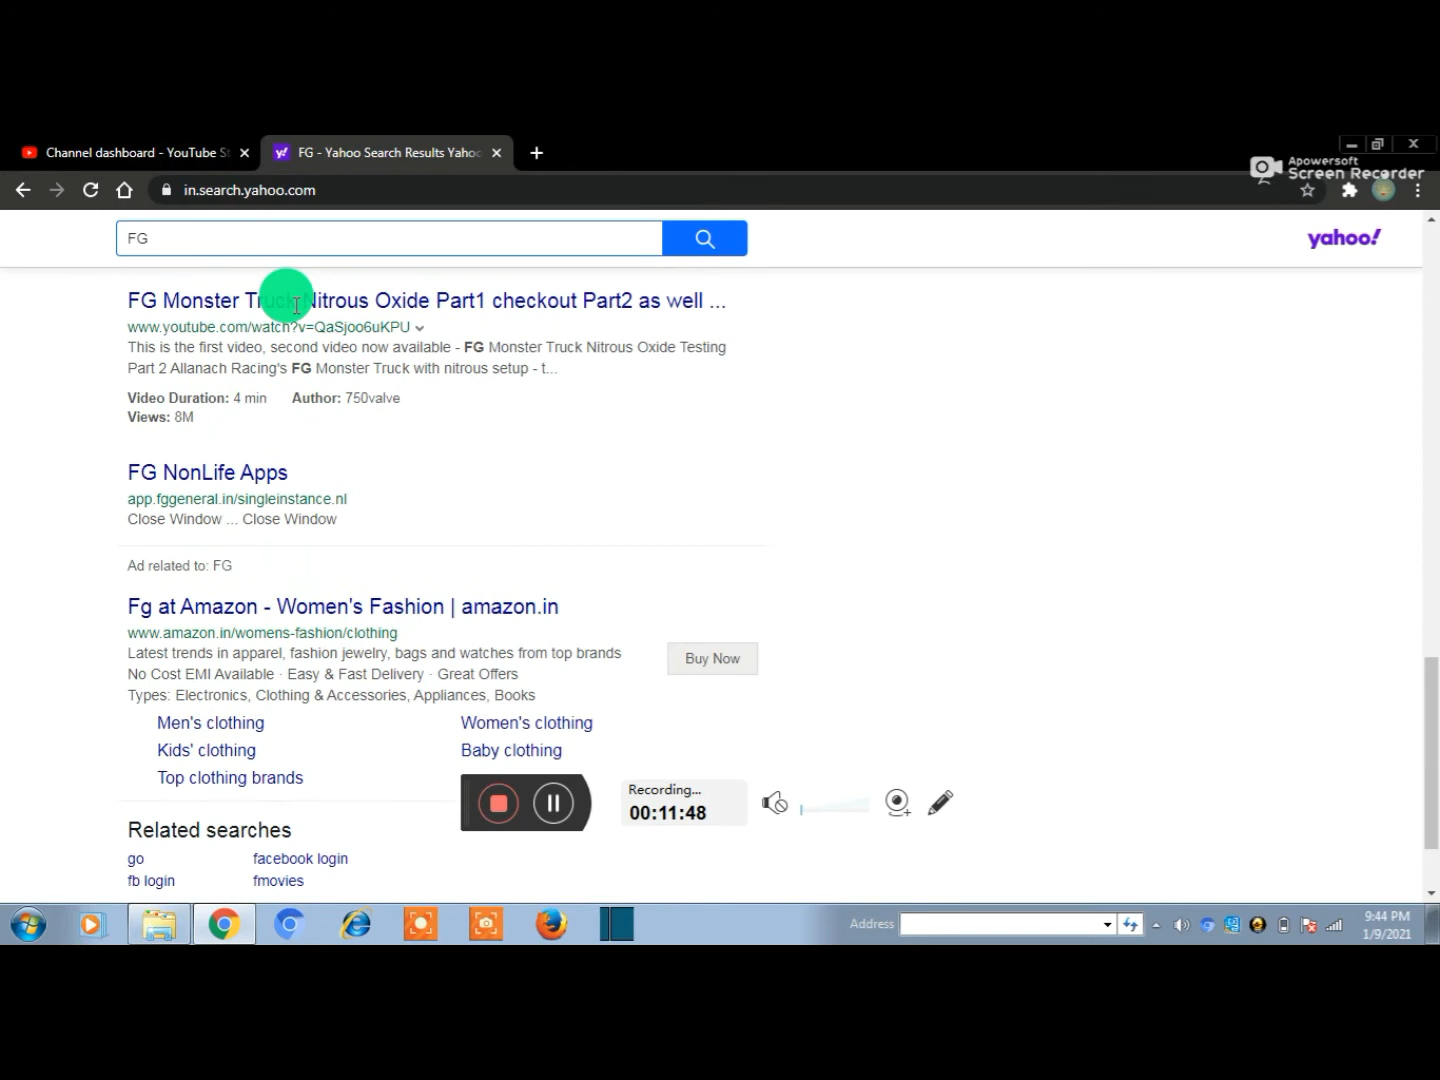 Channel dashboard - YouTube St
FG - Yahoo Search Results Yahoo
Apowersoft
Screen Recorder
in.search.yahoo.com
FG
yahoo!
FG Monster Truck Nitrous Oxide Part1 checkout Part2 as well ...
www.youtube.com/watch?v=QaSjoo6uKPU
This is the first video, second video now available - FG Monster Truck Nitrous Oxide Testing
Part 2 Allanach Racing's FG Monster Truck with nitrous setup - t...
Video Duration: 4 min Author: 750valve
Views: 8M
FG NonLife Apps
app.fggeneral.in/singleinstance.nl
Close Window ... Close Window
Ad related to: FG
Fg at Amazon - Women's Fashion | amazon.in
www.amazon.in/womens-fashion/clothing
Latest trends in apparel, fashion jewelry, bags and watches from top brands
No Cost EMI Available · Easy & Fast Delivery · Great Offers
Types: Electronics, Clothing & Accessories, Appliances, Books
Buy Now
Men's clothing Women's clothing
Kids' clothing Baby clothing
Top clothing brands
Recording...
00:11:48
Related searches
go facebook login
fb login fmovies
Address
9:44 PM
1/9/2021